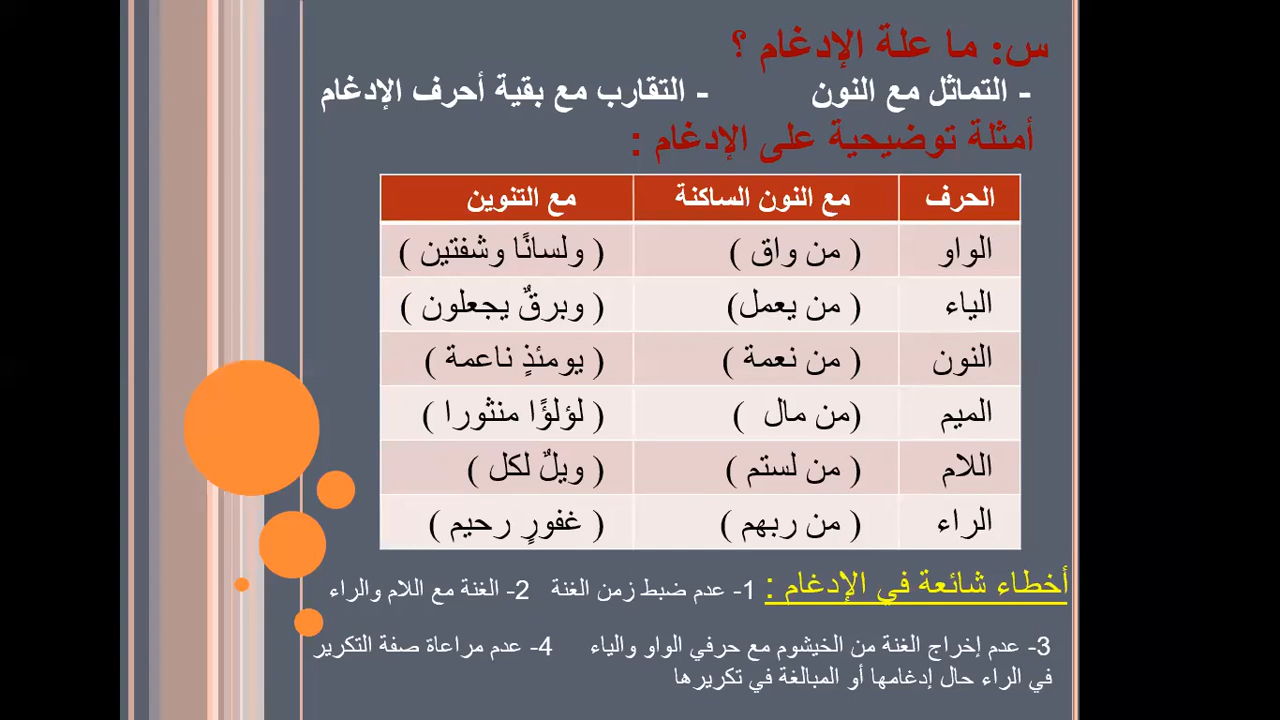 س: ما علة الإدغام ؟
- التماثل مع النون - التقارب مع بقية أحرف الإدغام
أمثلة توضيحية على الإدغام :
الحرف مع النون الساكنة مع التنوين
الواو ( من واق ) ( ولسانًا وشفتين )
الياء ( من يعمل) ( وبرقٌ يجعلون )
النون ( من نعمة ) ( يومئذٍ ناعمة )
الميم (من مال ) ( لؤلؤًا منثورا )
اللام ( من لستم ) ( ويلٌ لكل )
الراء ( من ربهم ) ( غفورٍ رحيم )
أخطاء شائعة في الإدغام : 1- عدم ضبط زمن الغنة 2- الغنة مع اللام والراء
3- عدم إخراج الغنة من الخيشوم مع حرفي الواو والياء 4- عدم مراعاة صفة التكرير
في الراء حال إدغامها أو المبالغة في تكريرها